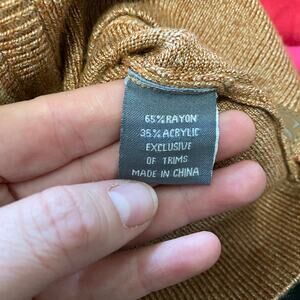 65%RAYON
35%ACRYLIC
EXCLUSIVE
OF TRIMS
MADE IN CHINA